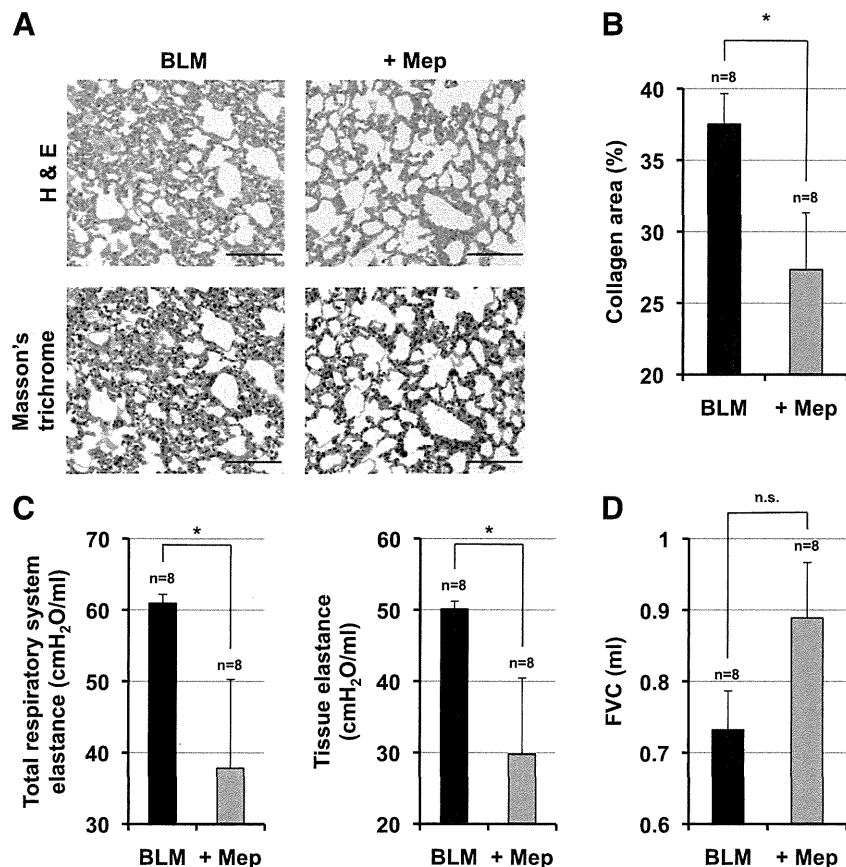 A
BLM
+ Mep
H & E
Masson's
trichrome
B
*
n=8
n=8
40
35
30
25
20
Collagen area (%)
BLM
+ Mep
C
*
n=8
n=8
70
60
50
40
30
Total respiratory system
elastance (cmH2O/ml)
BLM
+ Mep
*
n=8
n=8
60
50
40
30
20
Tissue elastance
(cmH2O/ml)
BLM
+ Mep
D
n.s.
n=8
n=8
1
0.9
0.8
0.7
0.6
FVC (ml)
BLM
+ Mep